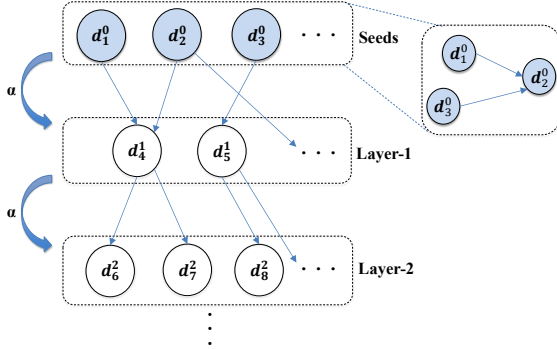 d₁⁰ d₂⁰ d₃⁰ · · · Seeds
d₁⁰
d₂⁰
d₃⁰
α
d₄¹ d₅¹ · · · Layer-1
α
d₆² d₇² d₈² · · · Layer-2